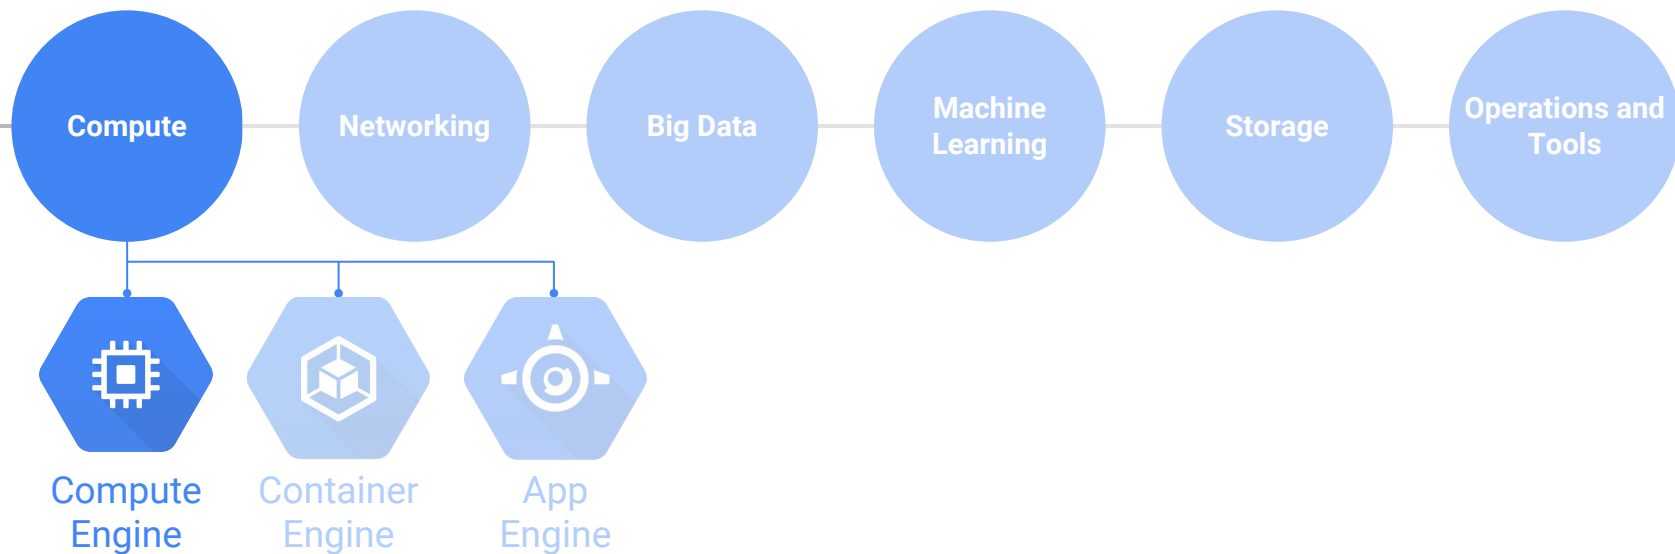 Compute
Networking
Big Data
Machine
Learning
Storage
Operations and
Tools
Compute
Engine
Container
Engine
App
Engine